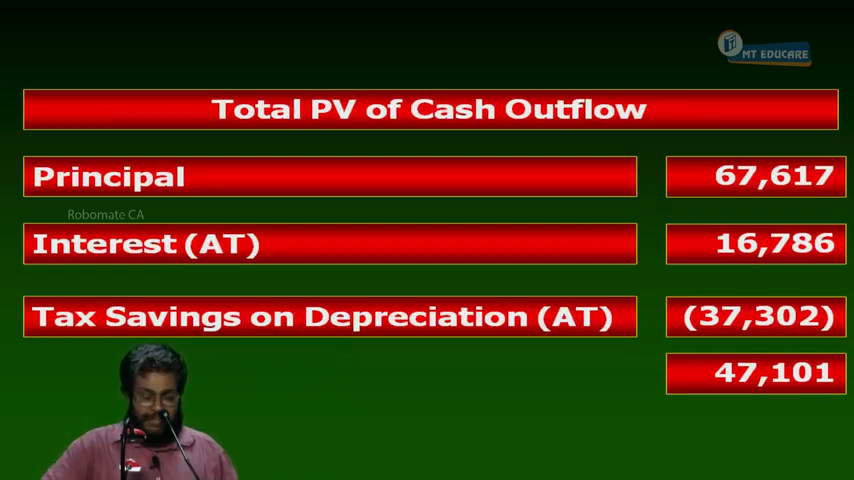 MT EDUCARE
Total PV of Cash Outflow
Principal 67,617
Robomate CA
Interest (AT) 16,786
Tax Savings on Depreciation (AT) (37,302)
47,101